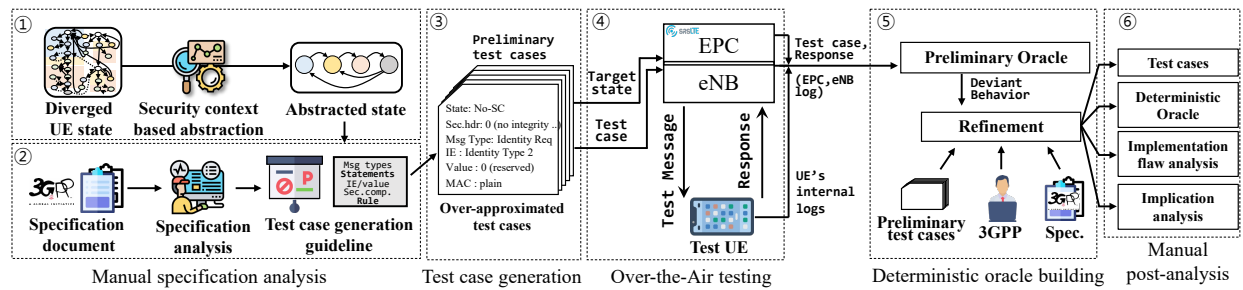 ①
Diverged
UE state
Security context
based abstraction
Abstracted state
②
3GPP
Specification
document
Specification
analysis
Msg types
Statements
IE/value
Sec.comp.
Rule
Test case generation
guideline
Manual specification analysis
③
Preliminary
test cases
State: No-SC
Sec.hdr: 0 (no integrity ..)
Msg Type: Identity Req
IE : Identity Type 2
Value : 0 (reserved)
MAC : plain
Over-approximated
test cases
Test case generation
④
Target
state
Test
case
srsLTE
EPC
eNB
Test Message
Response
Test UE
Test case,
Response
(EPC,eNB
log)
UE's
internal
logs
Over-the-Air testing
⑤
Preliminary Oracle
Deviant
Behavior
Refinement
Preliminary
test cases
3GPP
3GPP
Spec.
Deterministic oracle building
⑥
Test cases
Deterministic
Oracle
Implementation
flaw analysis
Implication
analysis
Manual
post-analysis